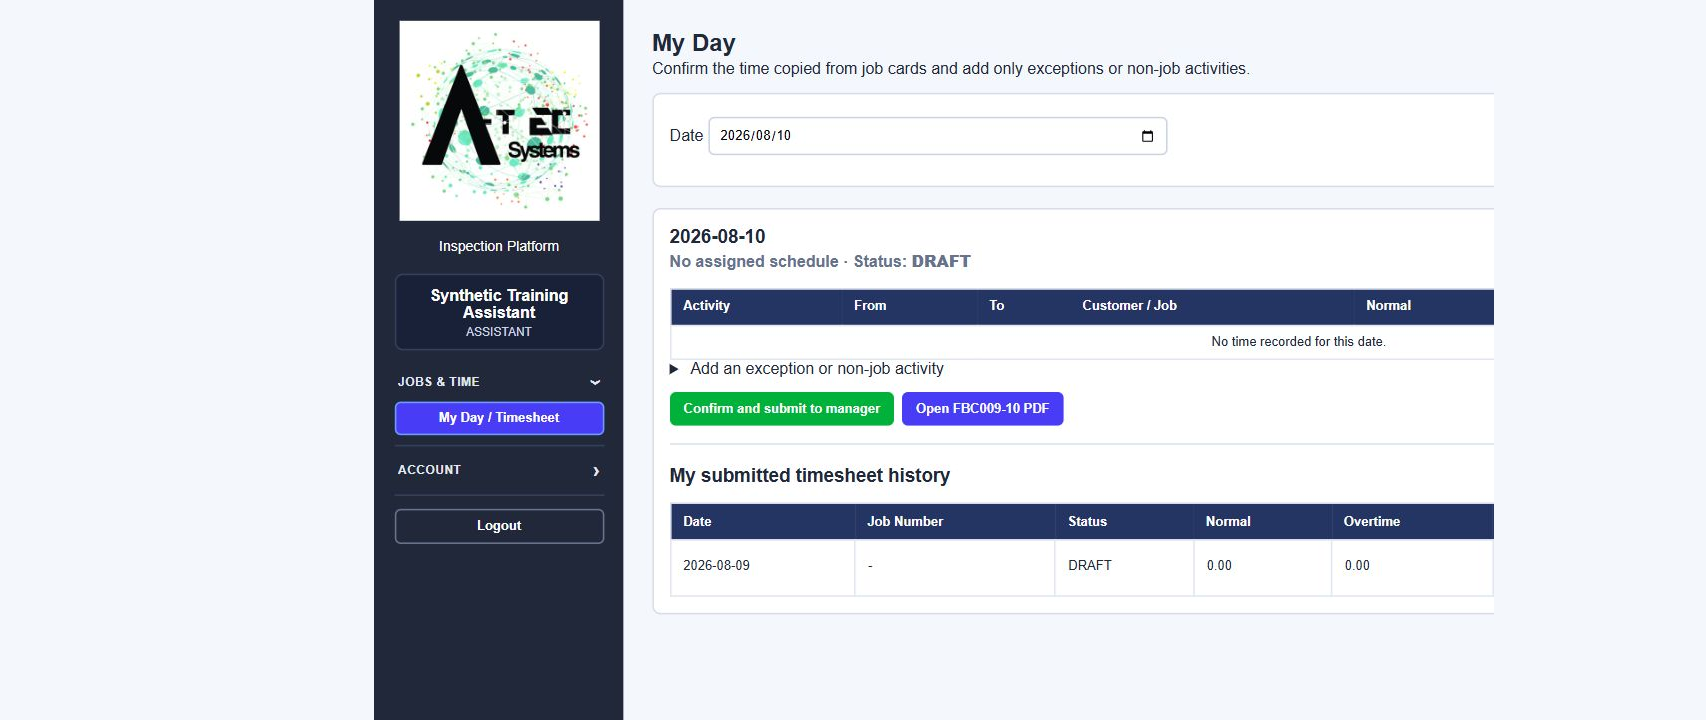 A-TEC
Systems
Inspection Platform
Synthetic Training
Assistant
ASSISTANT
JOBS & TIME
My Day / Timesheet
ACCOUNT
Logout
My Day
Confirm the time copied from job cards and add only exceptions or non-job activities.
Date 2026/08/10
2026-08-10
No assigned schedule · Status: DRAFT
Activity From To Customer / Job Normal
No time recorded for this date.
Add an exception or non-job activity
Confirm and submit to manager Open FBC009-10 PDF
My submitted timesheet history
Date Job Number Status Normal Overtime
2026-08-09 - DRAFT 0.00 0.00